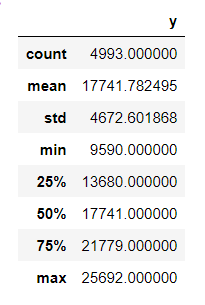 y
count 4993.000000
mean 17741.782495
std 4672.601868
min 9590.000000
25% 13680.000000
50% 17741.000000
75% 21779.000000
max 25692.000000